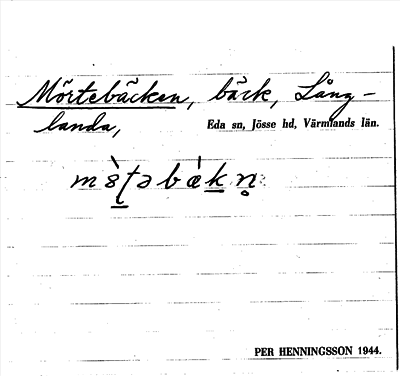 Mörtebäcken, bäck, Lång-
landa, Eda sn, Jösse hd, Värmlands län.
PER HENNINGSSON 1944.